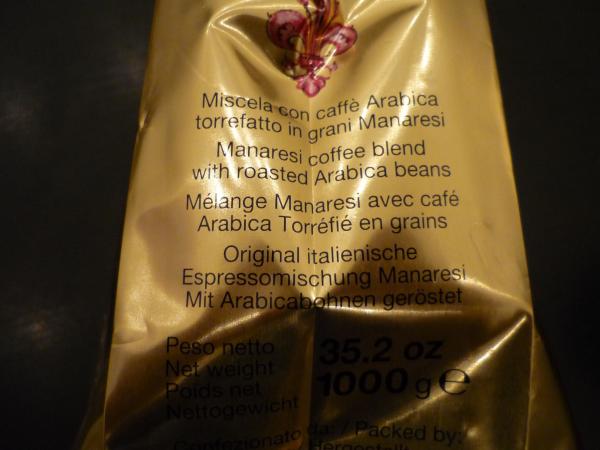 Miscela con caffè Arabica
torrefatto in grani Manaresi
Manaresi coffee blend
with roasted Arabica beans
Mélange Manaresi avec café
Arabica Torréfié en grains
Original italienische
Espressomischung Manaresi
Mit Arabicabohnen geröstet
Peso netto
Net weight
Poids net
Nettogewicht
35.2 oz
1000 g ℮
Confezionato da: / Packed by:
Hergestellt